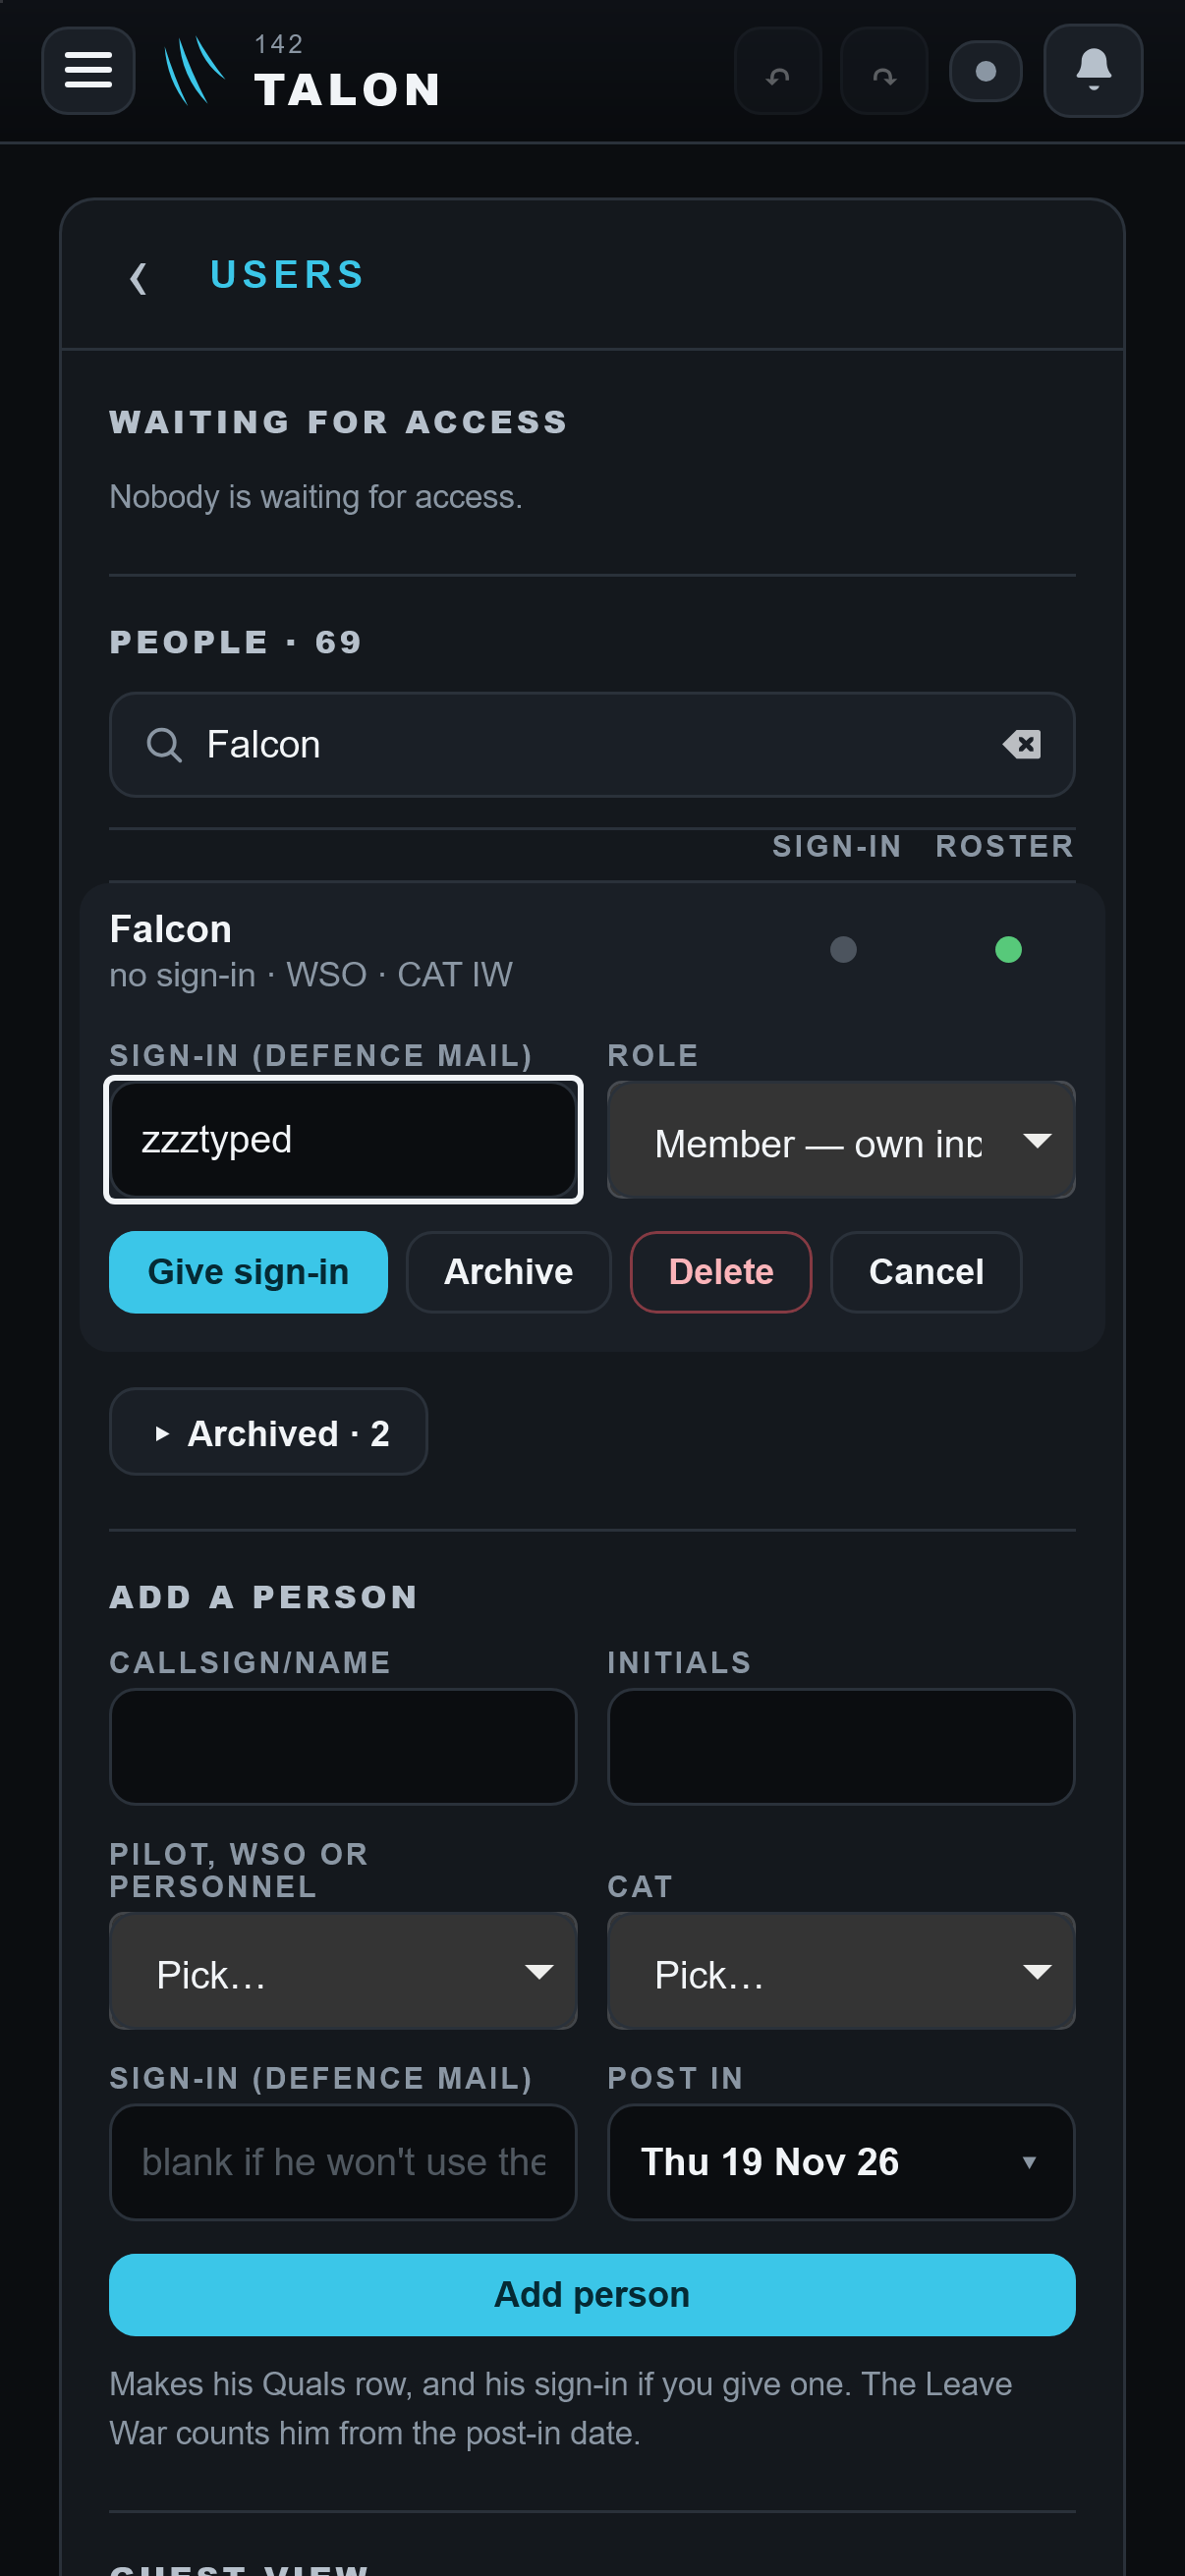 142
TALON
USERS
WAITING FOR ACCESS
Nobody is waiting for access.
PEOPLE · 69
Falcon
SIGN-IN ROSTER
Falcon
no sign-in · WSO · CAT IW
SIGN-IN (DEFENCE MAIL) ROLE
zzztyped Member — own inp
Give sign-in Archive Delete Cancel
Archived · 2
ADD A PERSON
CALLSIGN/NAME INITIALS
PILOT, WSO OR
PERSONNEL CAT
Pick… Pick…
SIGN-IN (DEFENCE MAIL) POST IN
blank if he won't use the Thu 19 Nov 26
Add person
Makes his Quals row, and his sign-in if you give one. The Leave
War counts him from the post-in date.
GUEST VIEW